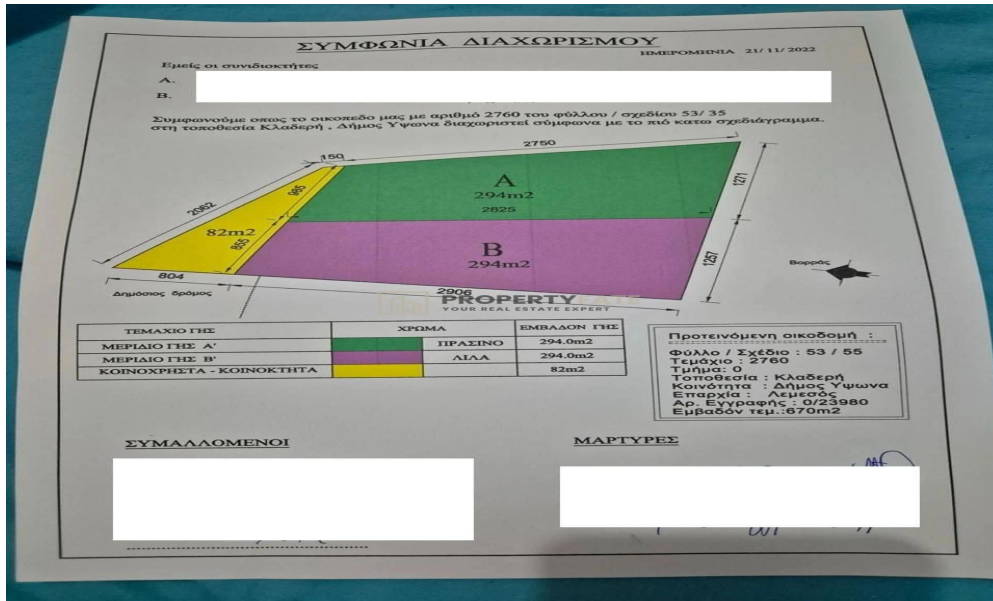 ΣΥΜΦΩΝΙΑ ΔΙΑΧΩΡΙΣΜΟΥ
ΗΜΕΡΟΜΗΝΙΑ 21/ 11/ 2022
Εμείς οι συνιδιοκτήτες
Α.
Β.
Συμφωνούμε οπως το οικοπεδο μας με αριθμό 2760 του φύλλου / σχεδίου 53/ 35
στη τοποθεσία Κλαδερή , Δήμος Υψωνα διαχωριστεί σύμφωνα με το πιό κατω σχεδιάγραμμα.
150
2750
2062
985
A
294m2
1271
2825
82m2
855
B
294m2
1257
Βορράς
804
2906
Δημόσιος δρόμος
PROPERTY GATE
YOUR REAL ESTATE EXPERT
ΤΕΜΑΧΙΟ ΓΗΣ ΧΡΩΜΑ ΕΜΒΑΔΟΝ ΓΗΣ
ΜΕΡΙΔΙΟ ΓΗΣ Α' ΠΡΑΣΙΝΟ 294.0m2
ΜΕΡΙΔΙΟ ΓΗΣ Β' ΛΙΛΑ 294.0m2
ΚΟΙΝΟΧΡΗΣΤΑ - ΚΟΙΝΟΚΤΗΤΑ 82m2
Προτεινόμενη οικοδομή :
Φύλλο / Σχέδιο : 53 / 55
Τεμάχιο : 2760
Τμήμα: 0
Τοποθεσία : Κλαδερή
Κοινότητα : Δήμος Υψωνα
Επαρχία : Λεμεσός
Αρ. Εγγραφής : 0/23980
Εμβαδόν τεμ.:670m2
ΣΥΜΑΛΛΟΜΕΝΟΙ
ΜΑΡΤΥΡΕΣ